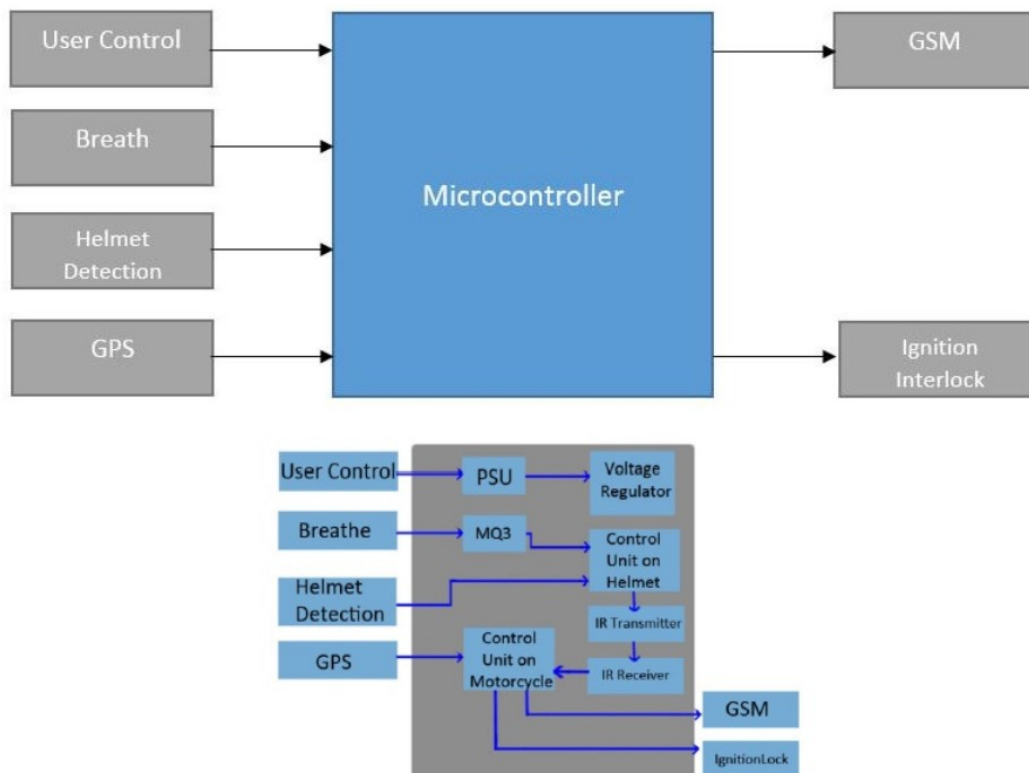 User Control
GSM
Breath
Microcontroller
Helmet
Detection
GPS
Ignition
Interlock
User Control
PSU
Voltage
Regulator
Breathe
MQ3
Control
Unit on
Helmet
Helmet
Detection
IR Transmitter
GPS
Control
Unit on
Motorcycle
IR Receiver
GSM
IgnitionLock